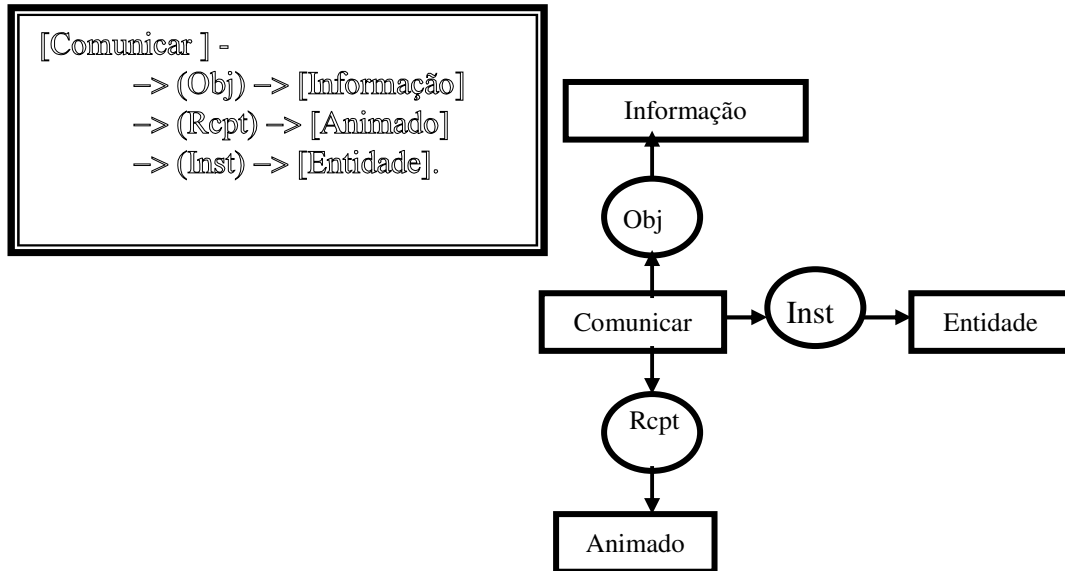 [Comunicar ] -
–> (Obj) –> [Informação]
–> (Rcpt) –> [Animado]
–> (Inst) –> [Entidade].
Informação
Obj
Comunicar
Inst
Entidade
Rcpt
Animado